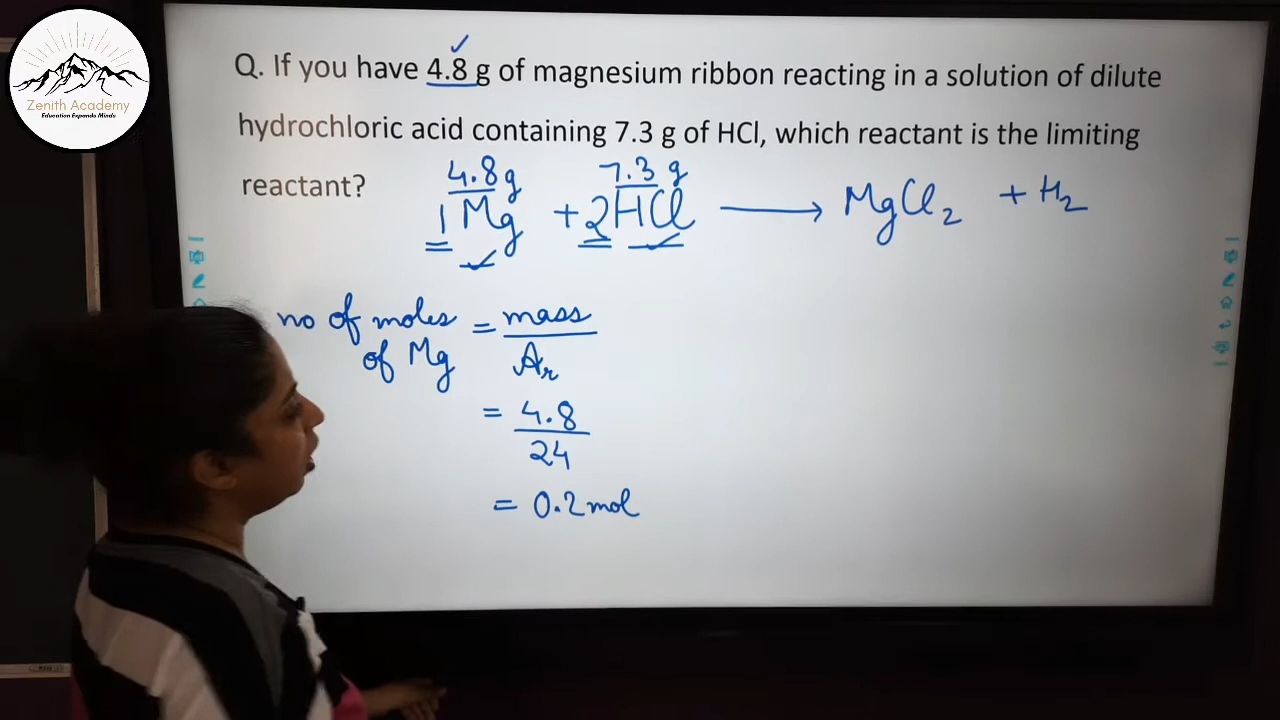 Zenith Academy
Education Expands Minds
Q. If you have 4.8 g of magnesium ribbon reacting in a solution of dilute
hydrochloric acid containing 7.3 g of HCl, which reactant is the limiting
reactant?
4.8g 7.3 g
1Mg + 2HCl ⟶ MgCl₂ + H₂
no of moles of Mg = mass / Ar
= 4.8 / 24
= 0.2 mol